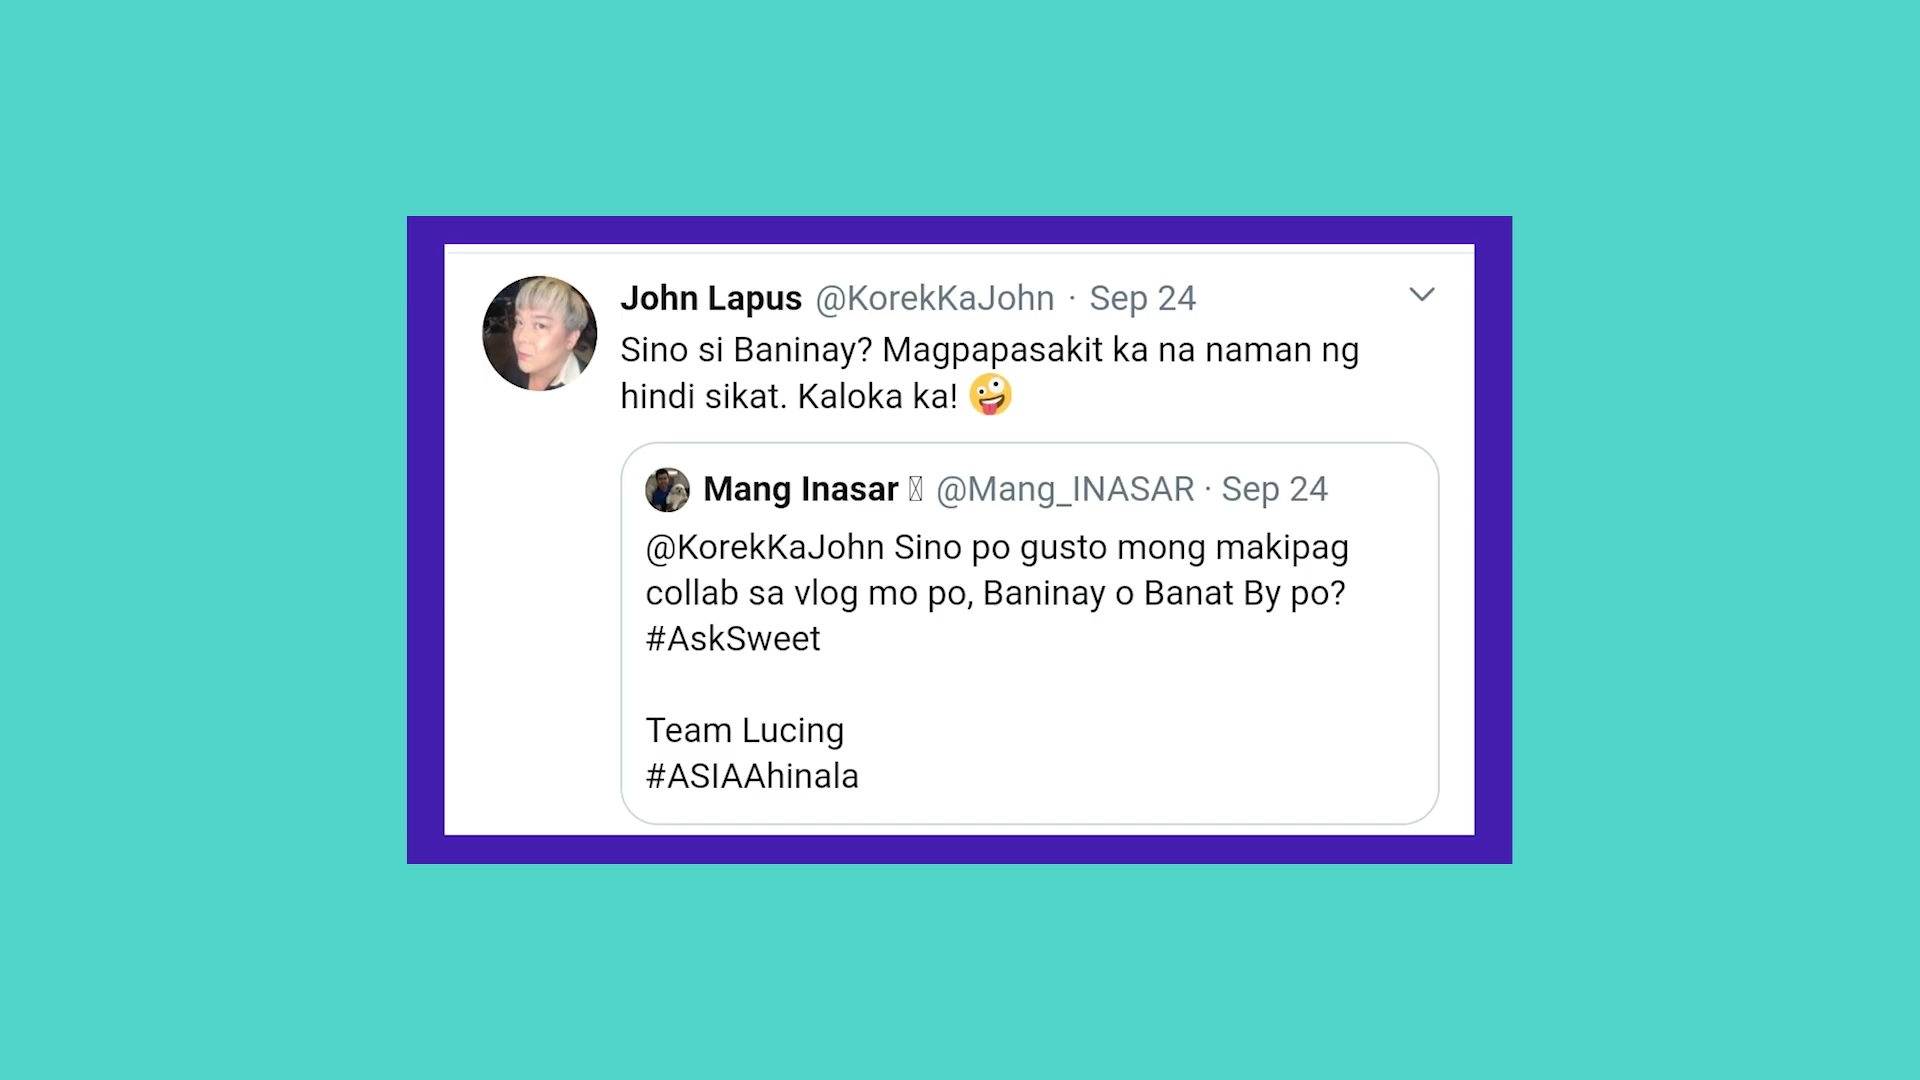 John Lapus @KorekKaJohn · Sep 24
Sino si Baninay? Magpapasakit ka na naman ng
hindi sikat. Kaloka ka! 🤪
Mang Inasar @Mang_INASAR · Sep 24
@KorekKaJohn Sino po gusto mong makipag
collab sa vlog mo po, Baninay o Banat By po?
#AskSweet
Team Lucing
#ASIAAhinala